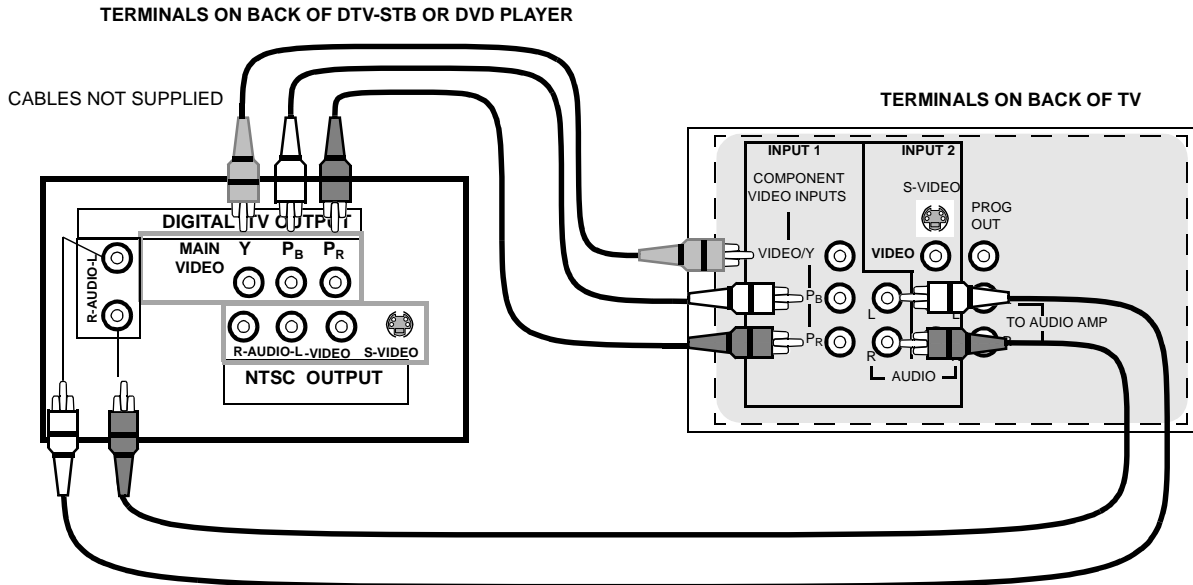 TERMINALS ON BACK OF DTV-STB OR DVD PLAYER
CABLES NOT SUPPLIED
DIGITAL TV OUTPUT
MAIN VIDEO
Y PB PR
R-AUDIO-L
R-AUDIO-L -VIDEO S-VIDEO
NTSC OUTPUT
TERMINALS ON BACK OF TV
INPUT 1 INPUT 2
COMPONENT
VIDEO INPUTS
S-VIDEO
PROG
OUT
VIDEO/Y
VIDEO
PB
PR
L L
R R
TO AUDIO AMP
AUDIO